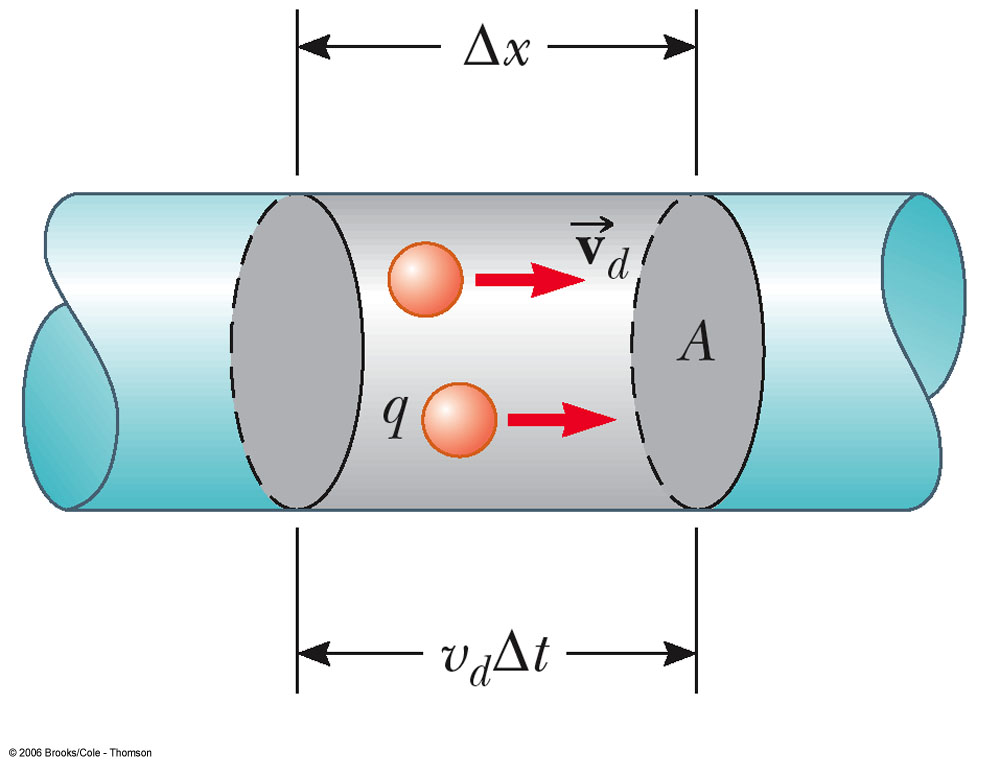 Δx
v⃗d
A
q
vdΔt
© 2006 Brooks/Cole - Thomson